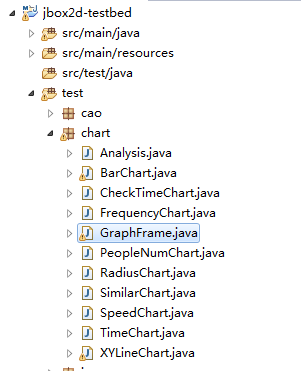 jbox2d-testbed
src/main/java
src/main/resources
src/test/java
test
cao
chart
Analysis.java
BarChart.java
CheckTimeChart.java
FrequencyChart.java
GraphFrame.java
PeopleNumChart.java
RadiusChart.java
SimilarChart.java
SpeedChart.java
TimeChart.java
XYLineChart.java